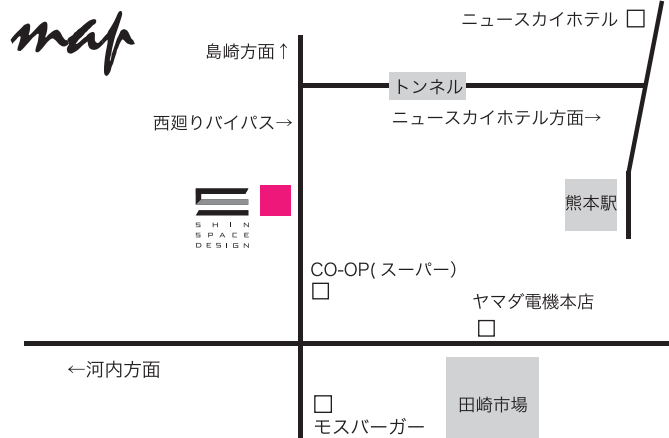 map
ニュースカイホテル
島崎方面↑
トンネル
西廻りバイパス→
ニュースカイホテル方面→
熊本駅
SHIN
SPACE
DESIGN
CO-OP(スーパー)
ヤマダ電機本店
←河内方面
田崎市場
モスバーガー